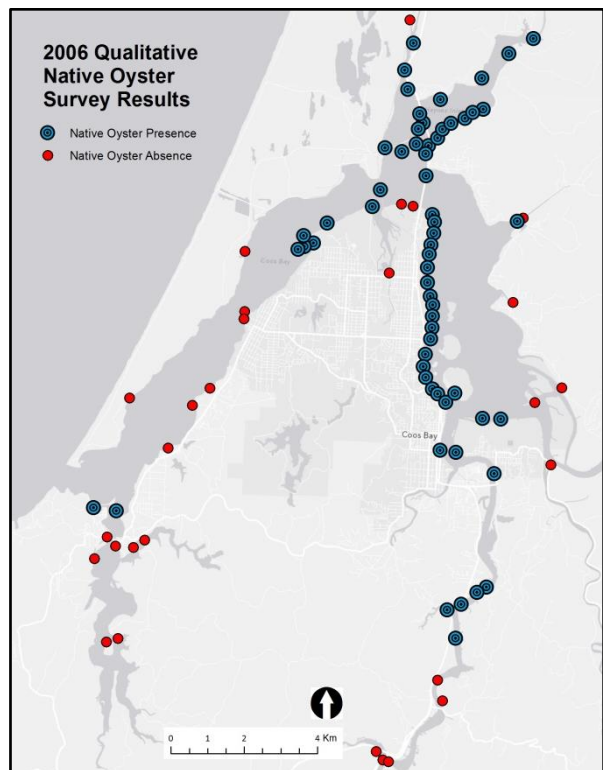 2006 Qualitative
Native Oyster
Survey Results
Native Oyster Presence
Native Oyster Absence
Coos Bay
Coos Bay
0 2 4 Km